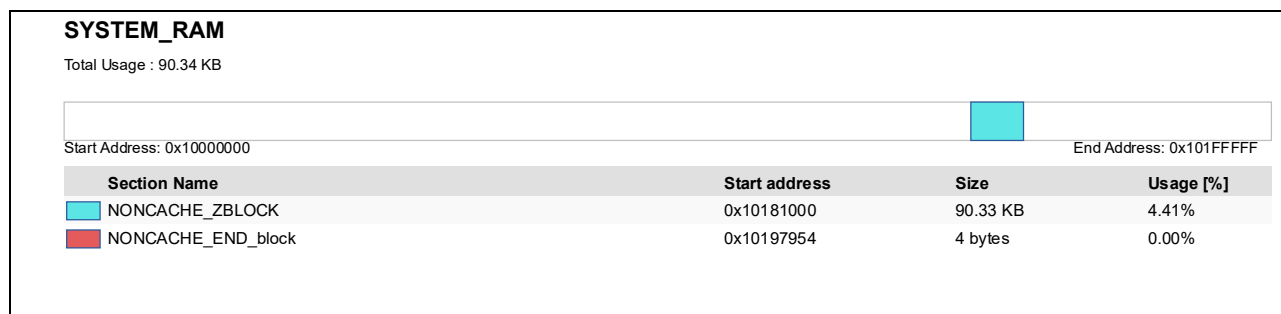 SYSTEM_RAM
Total Usage : 90.34 KB
Start Address: 0x10000000 End Address: 0x101FFFFF
Section Name Start address Size Usage [%]
NONCACHE_ZBLOCK 0x10181000 90.33 KB 4.41%
NONCACHE_END_block 0x10197954 4 bytes 0.00%